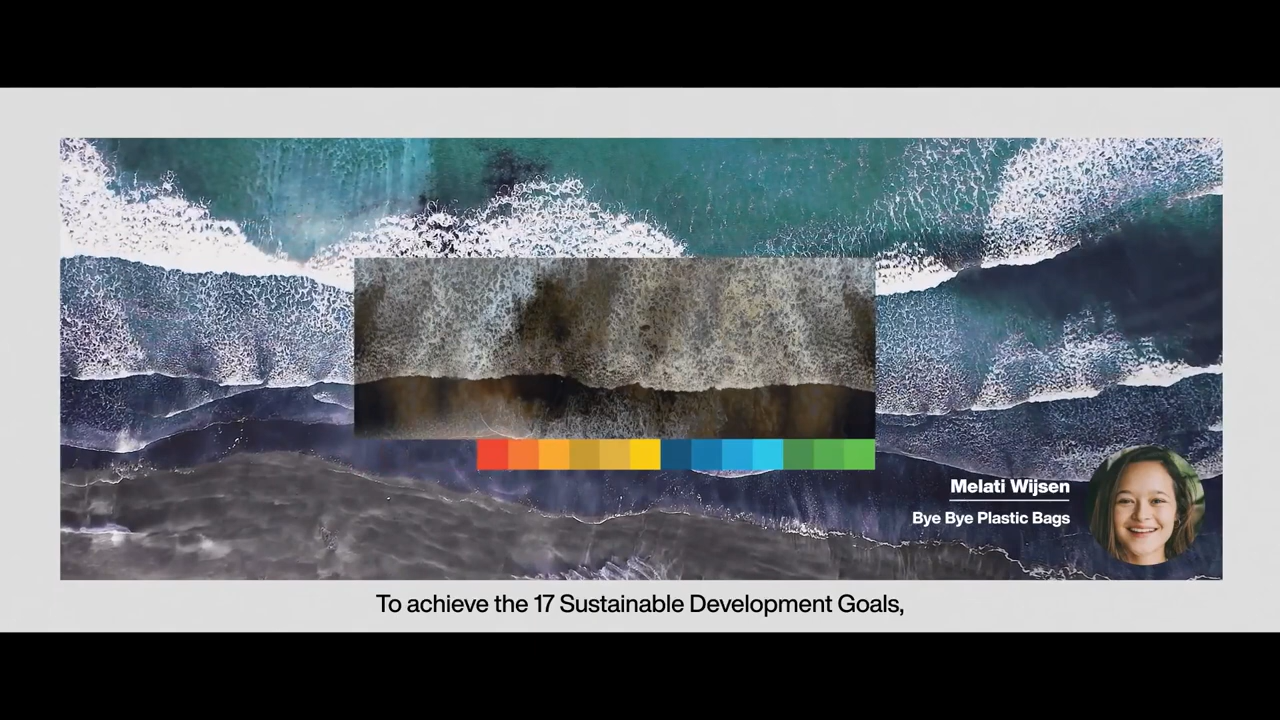 Melati Wijsen
Bye Bye Plastic Bags
To achieve the 17 Sustainable Development Goals,